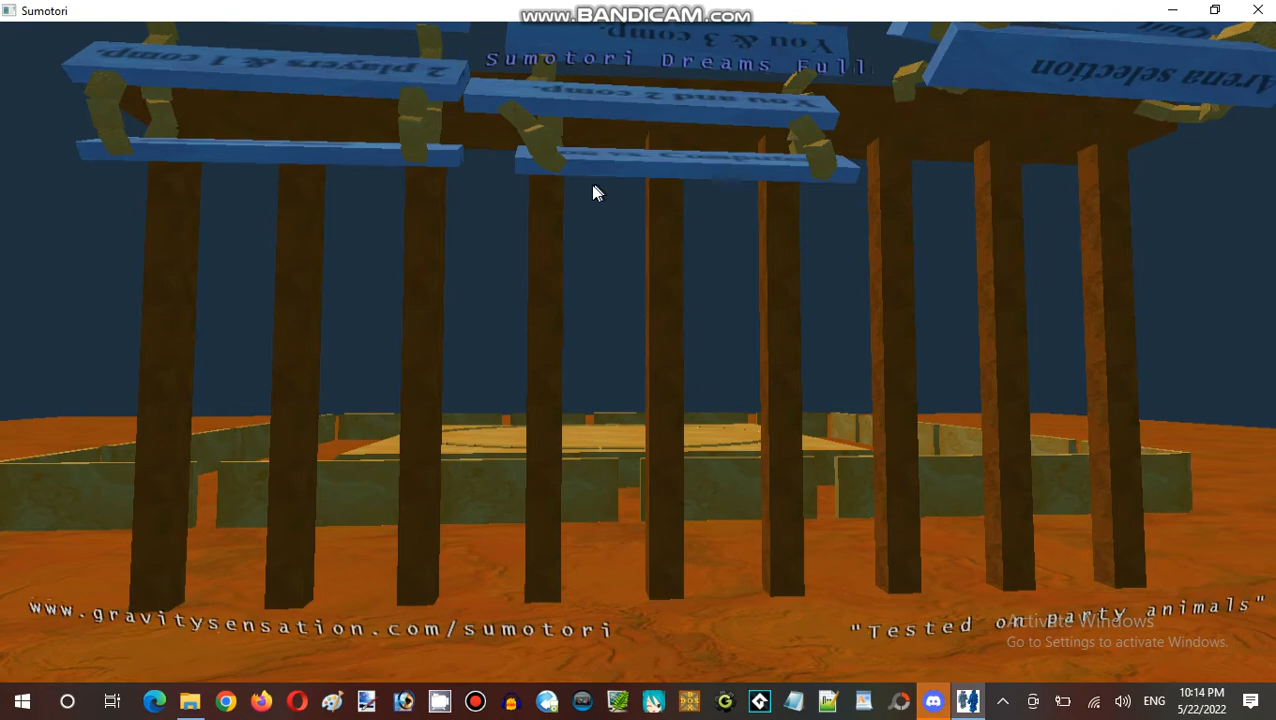 Sumotori
www.BANDICAM.com
You & 3 comp.
Quit
2 players & 1 comp.
Sumotori Dreams Full
Arena selection
You and 2 comp.
www.gravitysensation.com/sumotori
"Tested on party animals"
Activate Windows
Go to Settings to activate Windows.
ENG
10:14 PM
5/22/2022